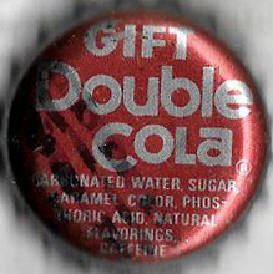 GIFT
Double
COLA®
CARBONATED WATER, SUGAR,
CARAMEL COLOR, PHOS-
PHORIC ACID, NATURAL
FLAVORINGS,
CAFFEINE